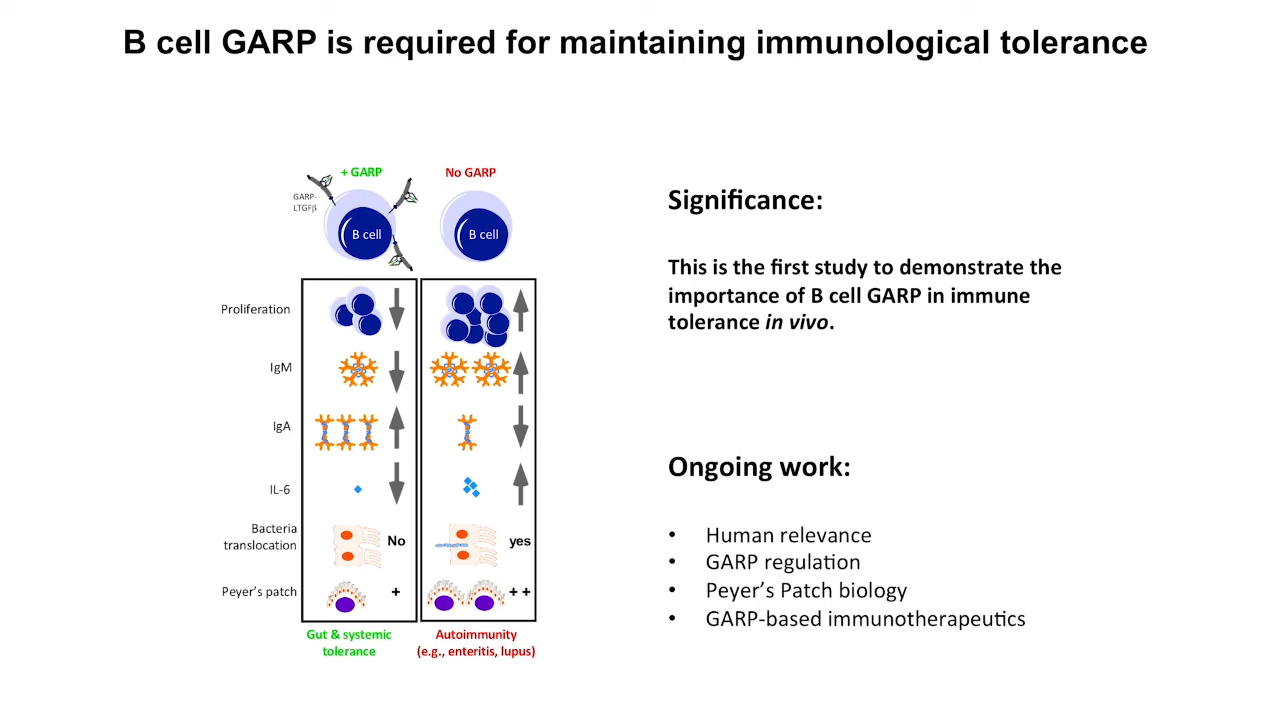 B cell GARP is required for maintaining immunological tolerance
+ GARP
No GARP
GARP-
LTGFβ
B cell
B cell
Proliferation
IgM
IgA
IL-6
Bacteria
translocation
No
yes
Peyer's patch
+
+ +
Gut & systemic
tolerance
Autoimmunity
(e.g., enteritis, lupus)
Significance:
This is the first study to demonstrate the
importance of B cell GARP in immune
tolerance in vivo.
Ongoing work:
• Human relevance
• GARP regulation
• Peyer's Patch biology
• GARP-based immunotherapeutics